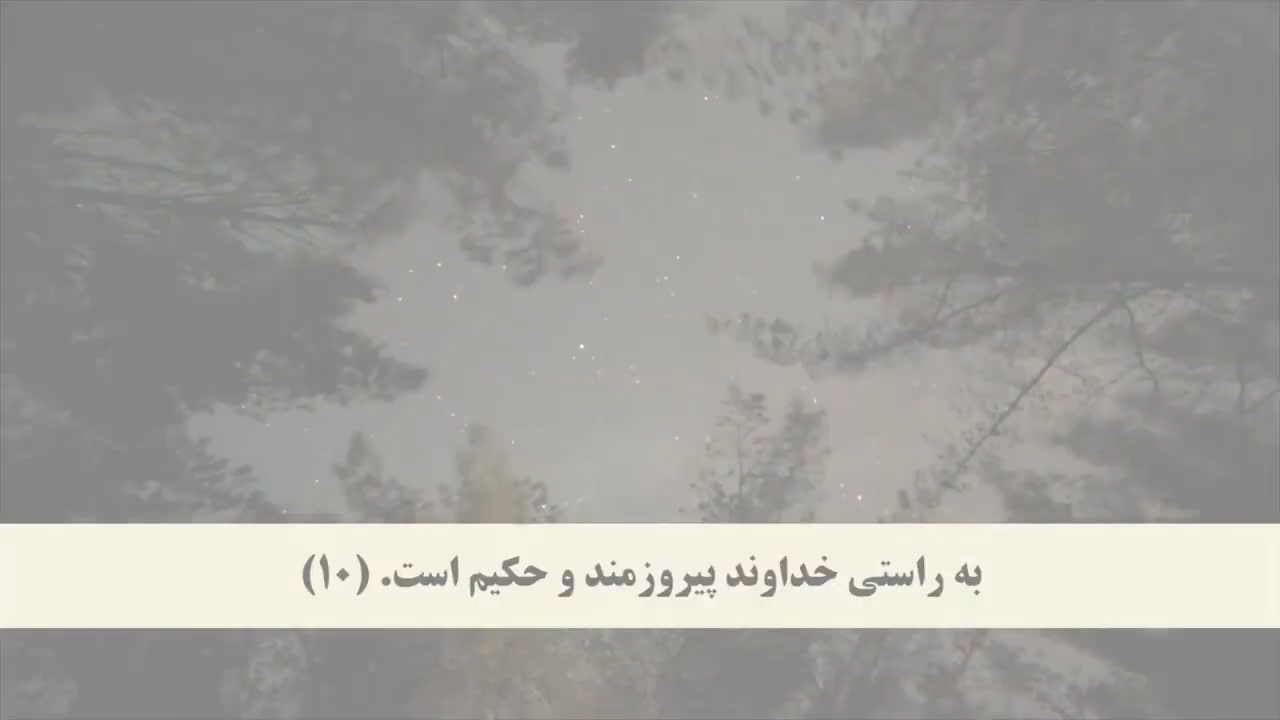 به راستی خداوند پیروزمند و حکیم است. (۱۰)